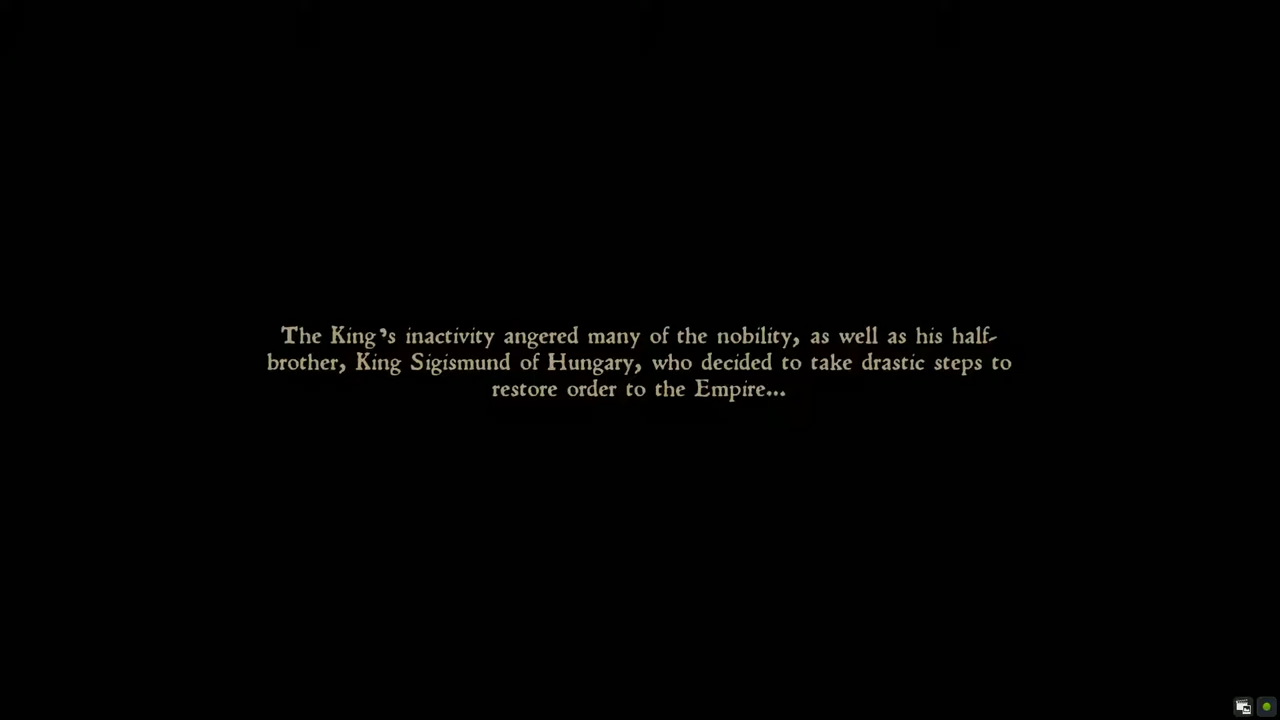 The King's inactivity angered many of the nobility, as well as his half-
brother, King Sigismund of Hungary, who decided to take drastic steps to
restore order to the Empire...